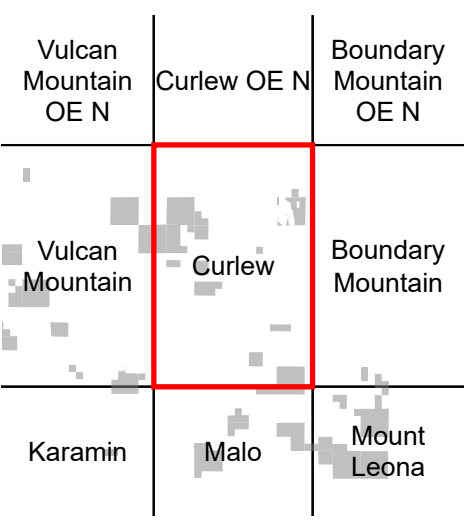 Vulcan
Mountain
OE N
Curlew OE N
Boundary
Mountain
OE N
Vulcan
Mountain
Curlew
Boundary
Mountain
Karamin
Malo
Mount
Leona